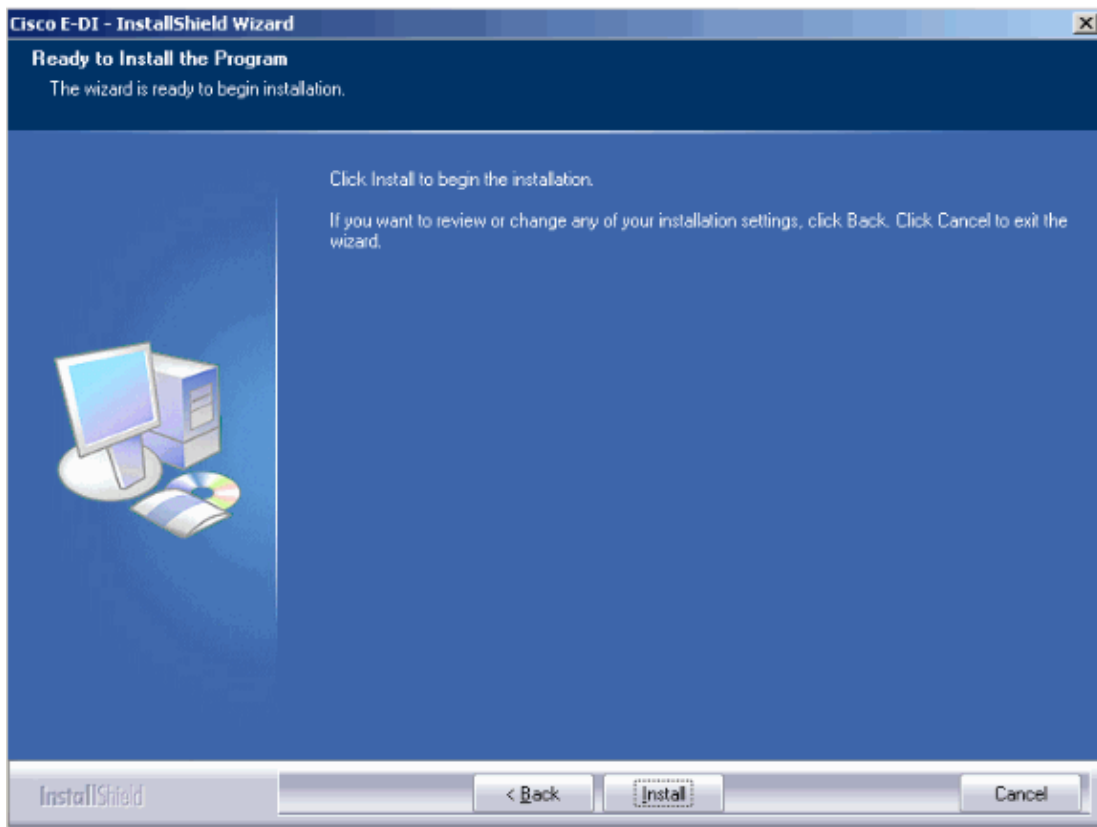 Cisco E-DI - InstallShield Wizard
Ready to Install the Program
The wizard is ready to begin installation.
Click Install to begin the installation.
If you want to review or change any of your installation settings, click Back. Click Cancel to exit the
wizard.
InstallShield
< Back
Install
Cancel